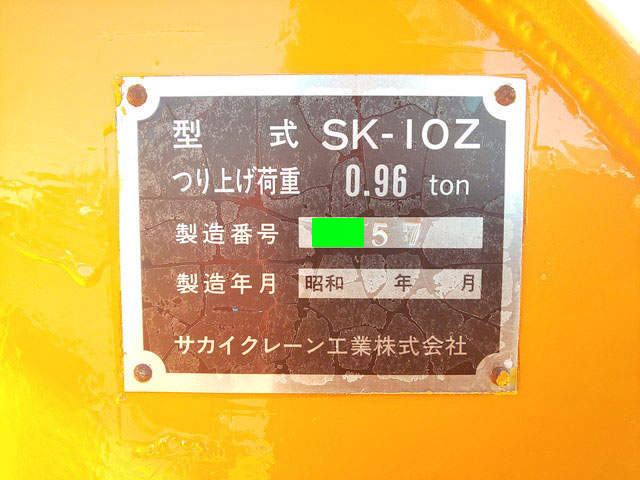 型 式 SK-10Z
つり上げ荷重 0.96 ton
製造番号 57
製造年月 昭和 年 月
サカイクレーン工業株式会社